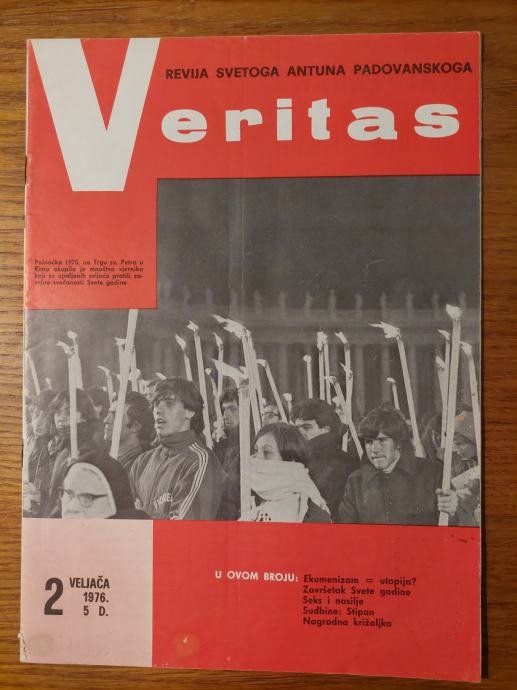 REVIJA SVETOGA ANTUNA PADOVANSKOGA
Veritas
Polnoćka 1975. na Trgu sv. Petra u
Rimu okupila je mnoštvo vjernika
koji su upaljenih svijeća pratili za-
vršne svečanosti Svete godine
2 VELJAČA
1976.
5 D.
U OVOM BROJU: Ekumenizam = utopija?
Završetak Svete godine
Seks i nasilje
Sudbine: Stipan
Nagradna križaljka